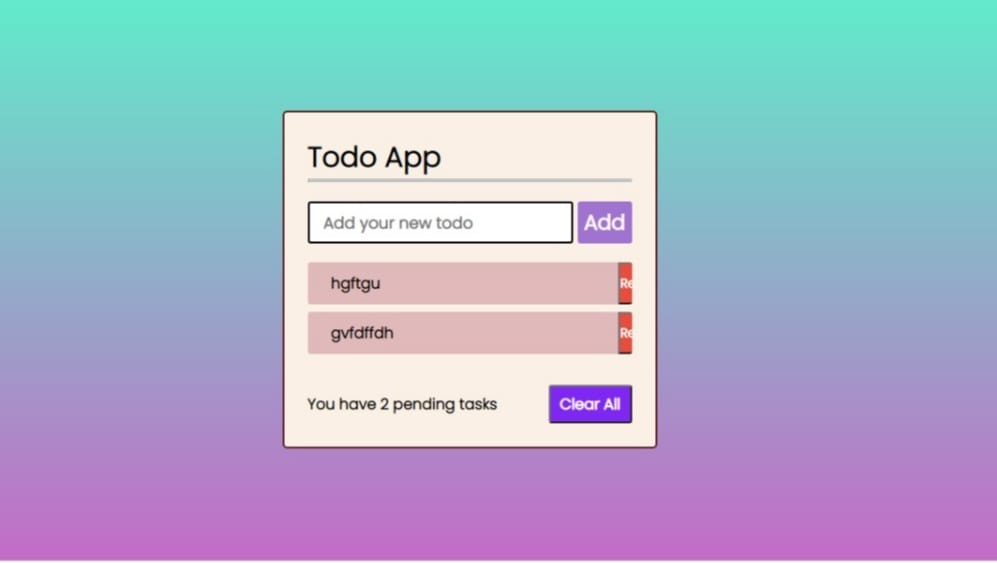 Todo App
Add your new todo
Add
hgftgu
Re
gvfdffdh
Re
You have 2 pending tasks
Clear All